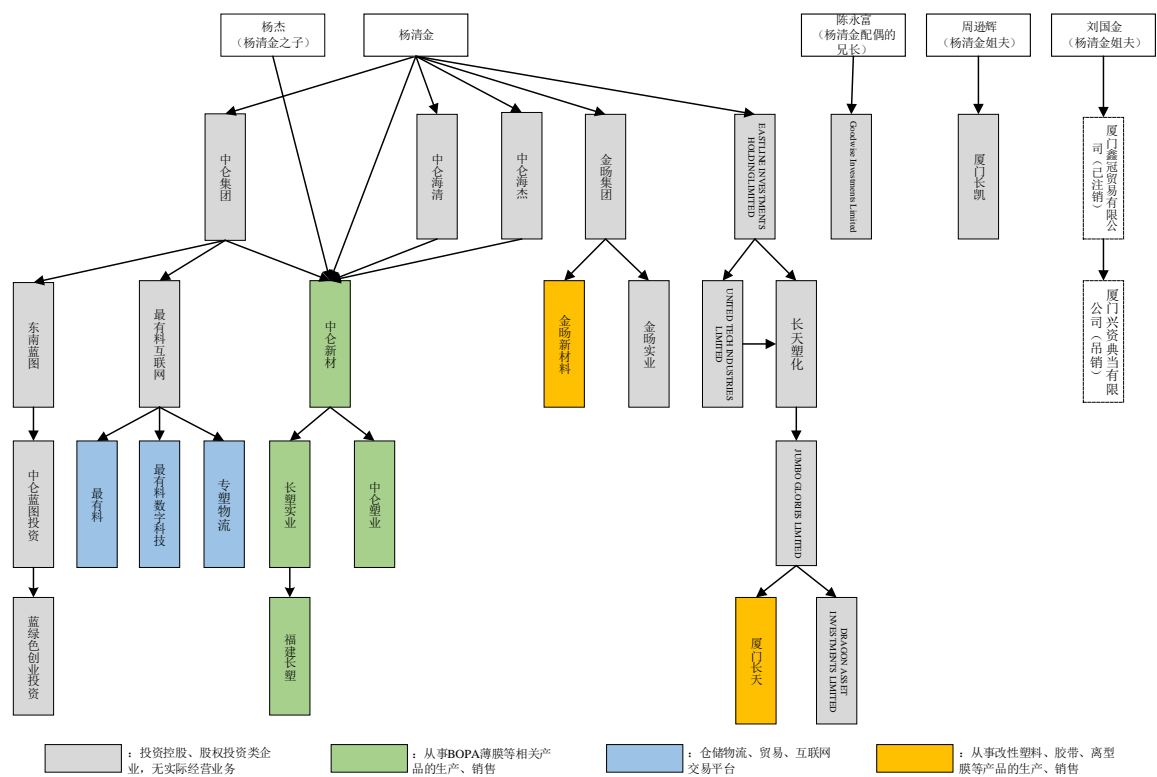 杨杰
（杨清金之子）
杨清金
陈永富
（杨清金配偶的
兄长）
周逊辉
（杨清金姐夫）
刘国金
（杨清金姐夫）
中仑集团
中仑海清
中仑海杰
金旸集团
EASTLINE INVESTMENTS
HOLDINGLIMITED
Goodwise Investments Limited
厦门长凯
厦门鑫冠贸易有限公
司（已注销）
东南蓝图
最有料互联网
中仑新材
金旸新材料
金旸实业
UNITED TECH INDUSTRIES
LIMITED
长天塑化
厦门兴资典当有限
公司（吊销）
中仑蓝图投资
最有料
最有料数字科技
专塑物流
长塑实业
中仑塑业
JUMBO GLORIES LIMITED
蓝绿色创业投资
福建长塑
厦门长天
DRAGON ASSET
INVESTMENTS LIMITED
：投资控股、股权投资类企
业，无实际经营业务
：从事BOPA薄膜等相关产
品的生产、销售
：仓储物流、贸易、互联网
交易平台
：从事改性塑料、胶带、离型
膜等产品的生产、销售